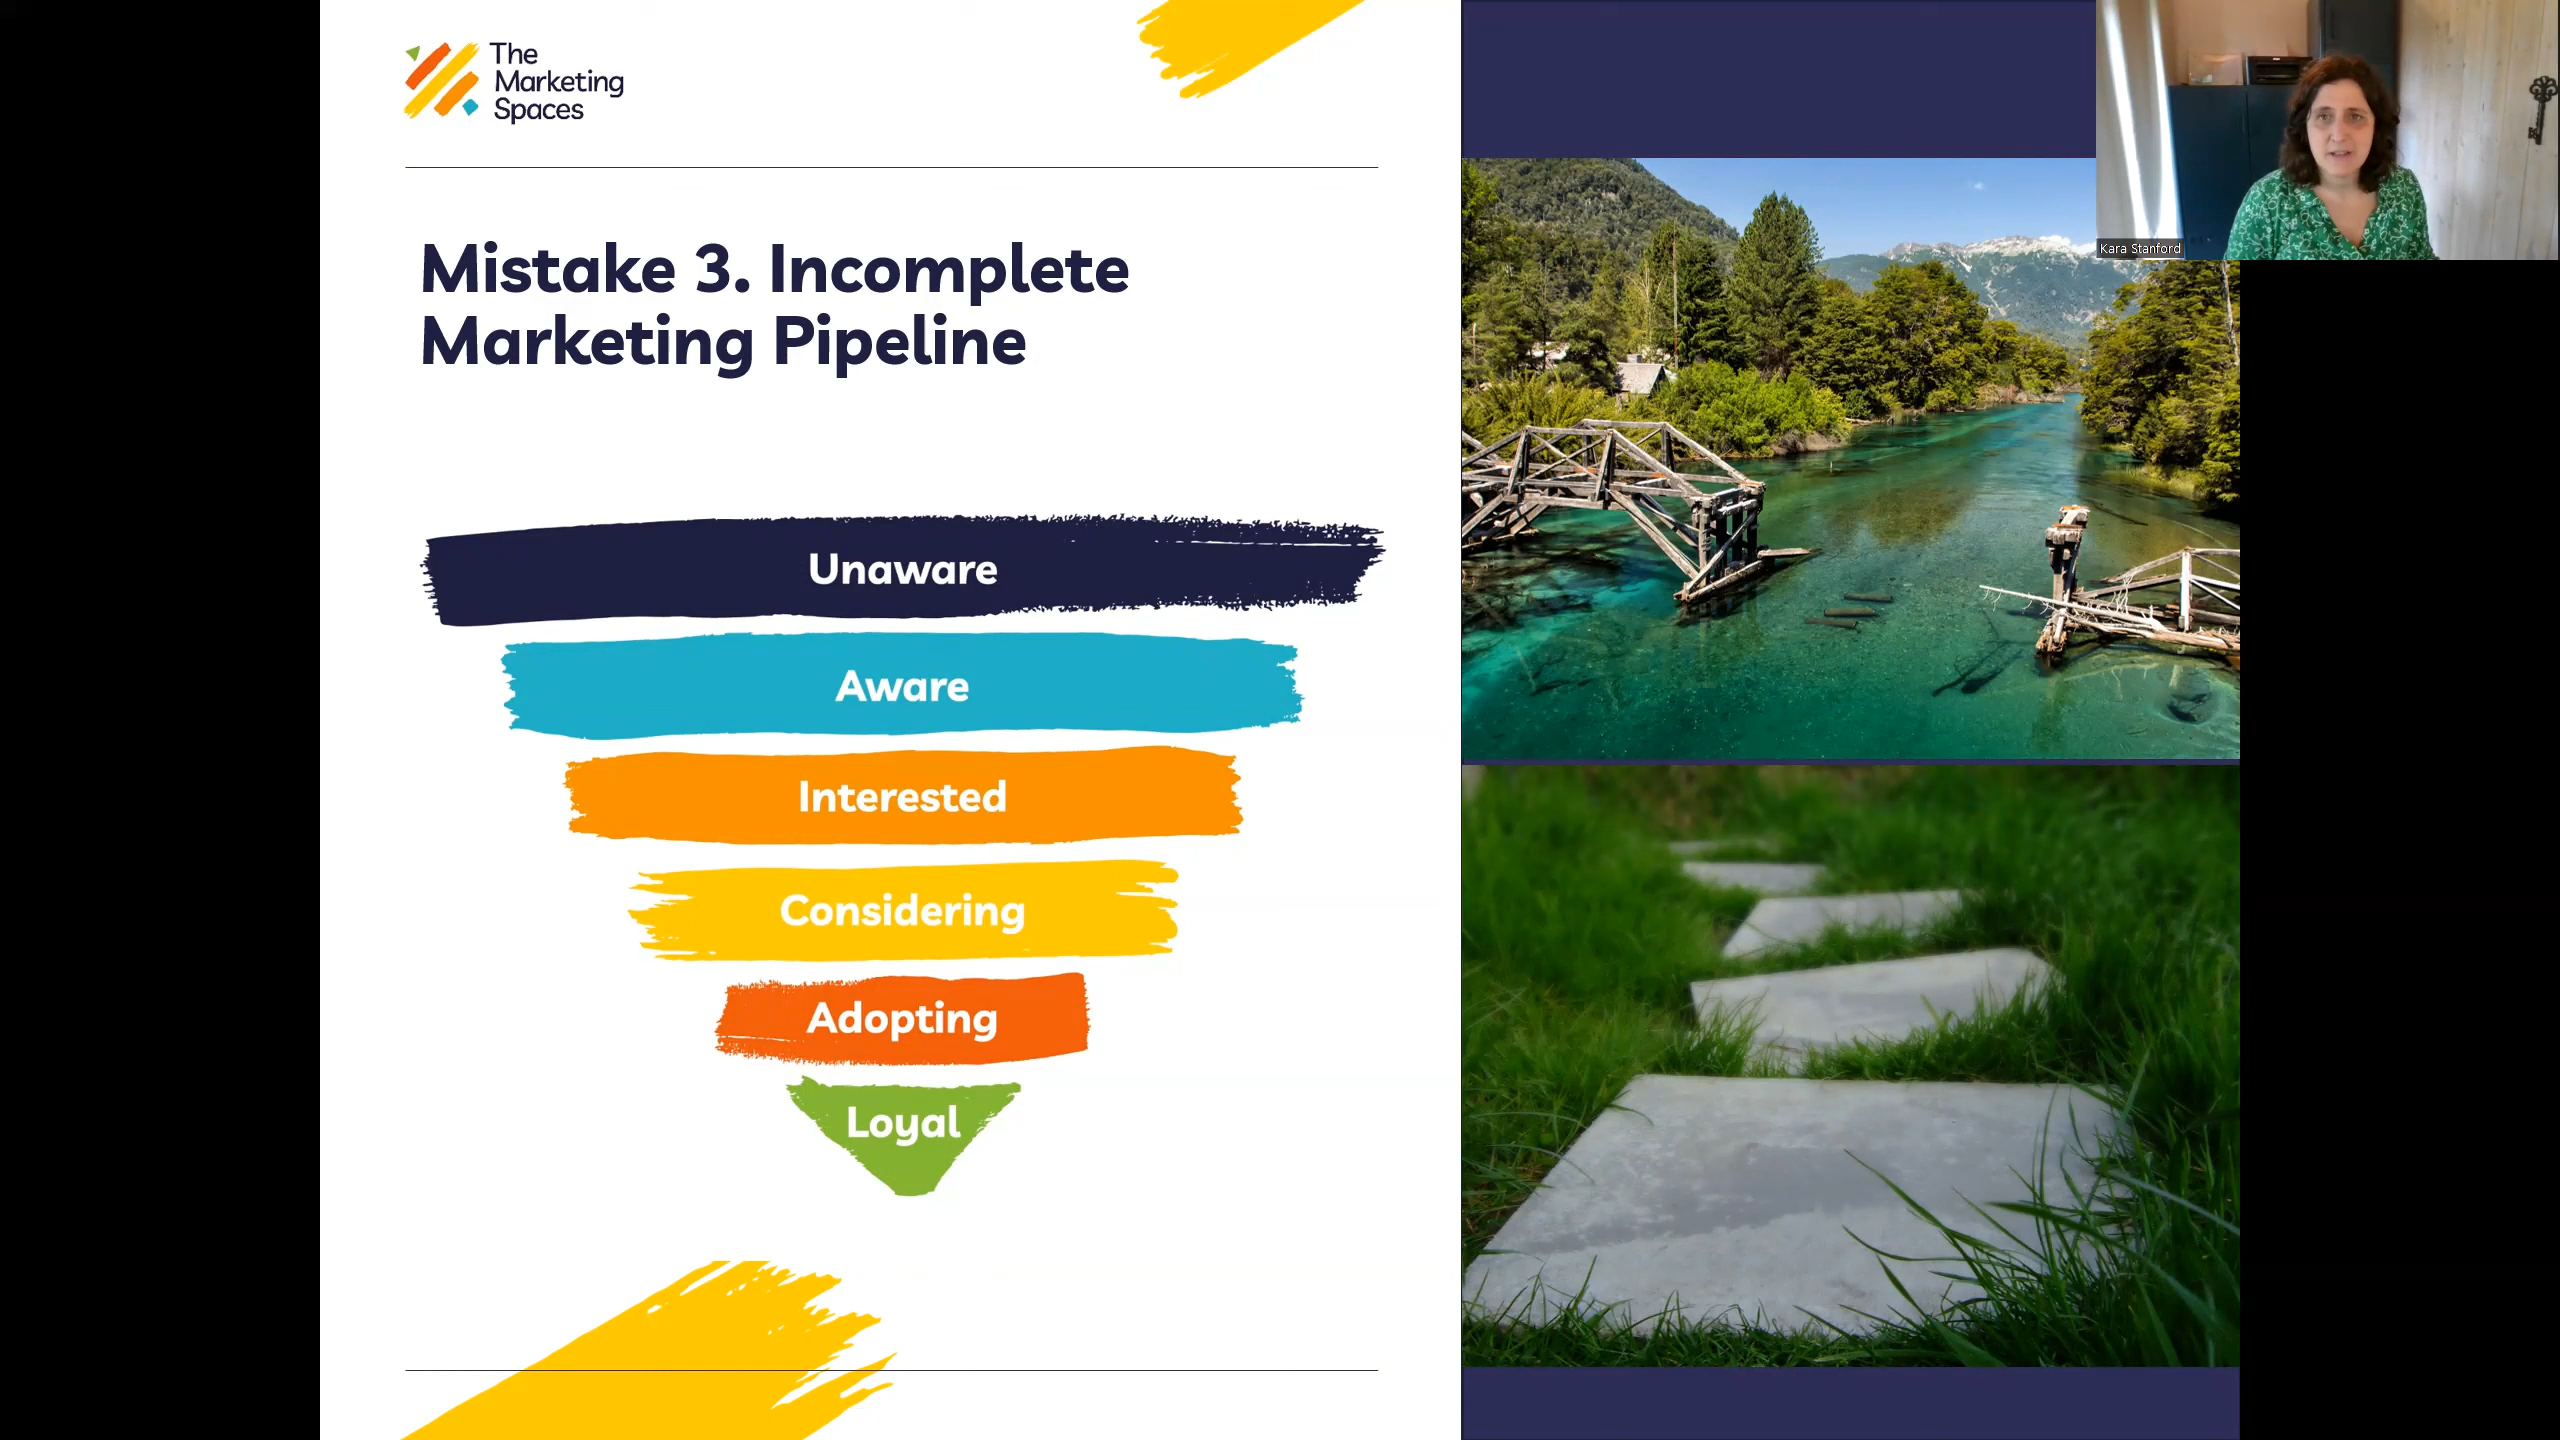 The
Marketing
Spaces
Kara Stanford
Mistake 3. Incomplete
Marketing Pipeline
Unaware
Aware
Interested
Considering
Adopting
Loyal